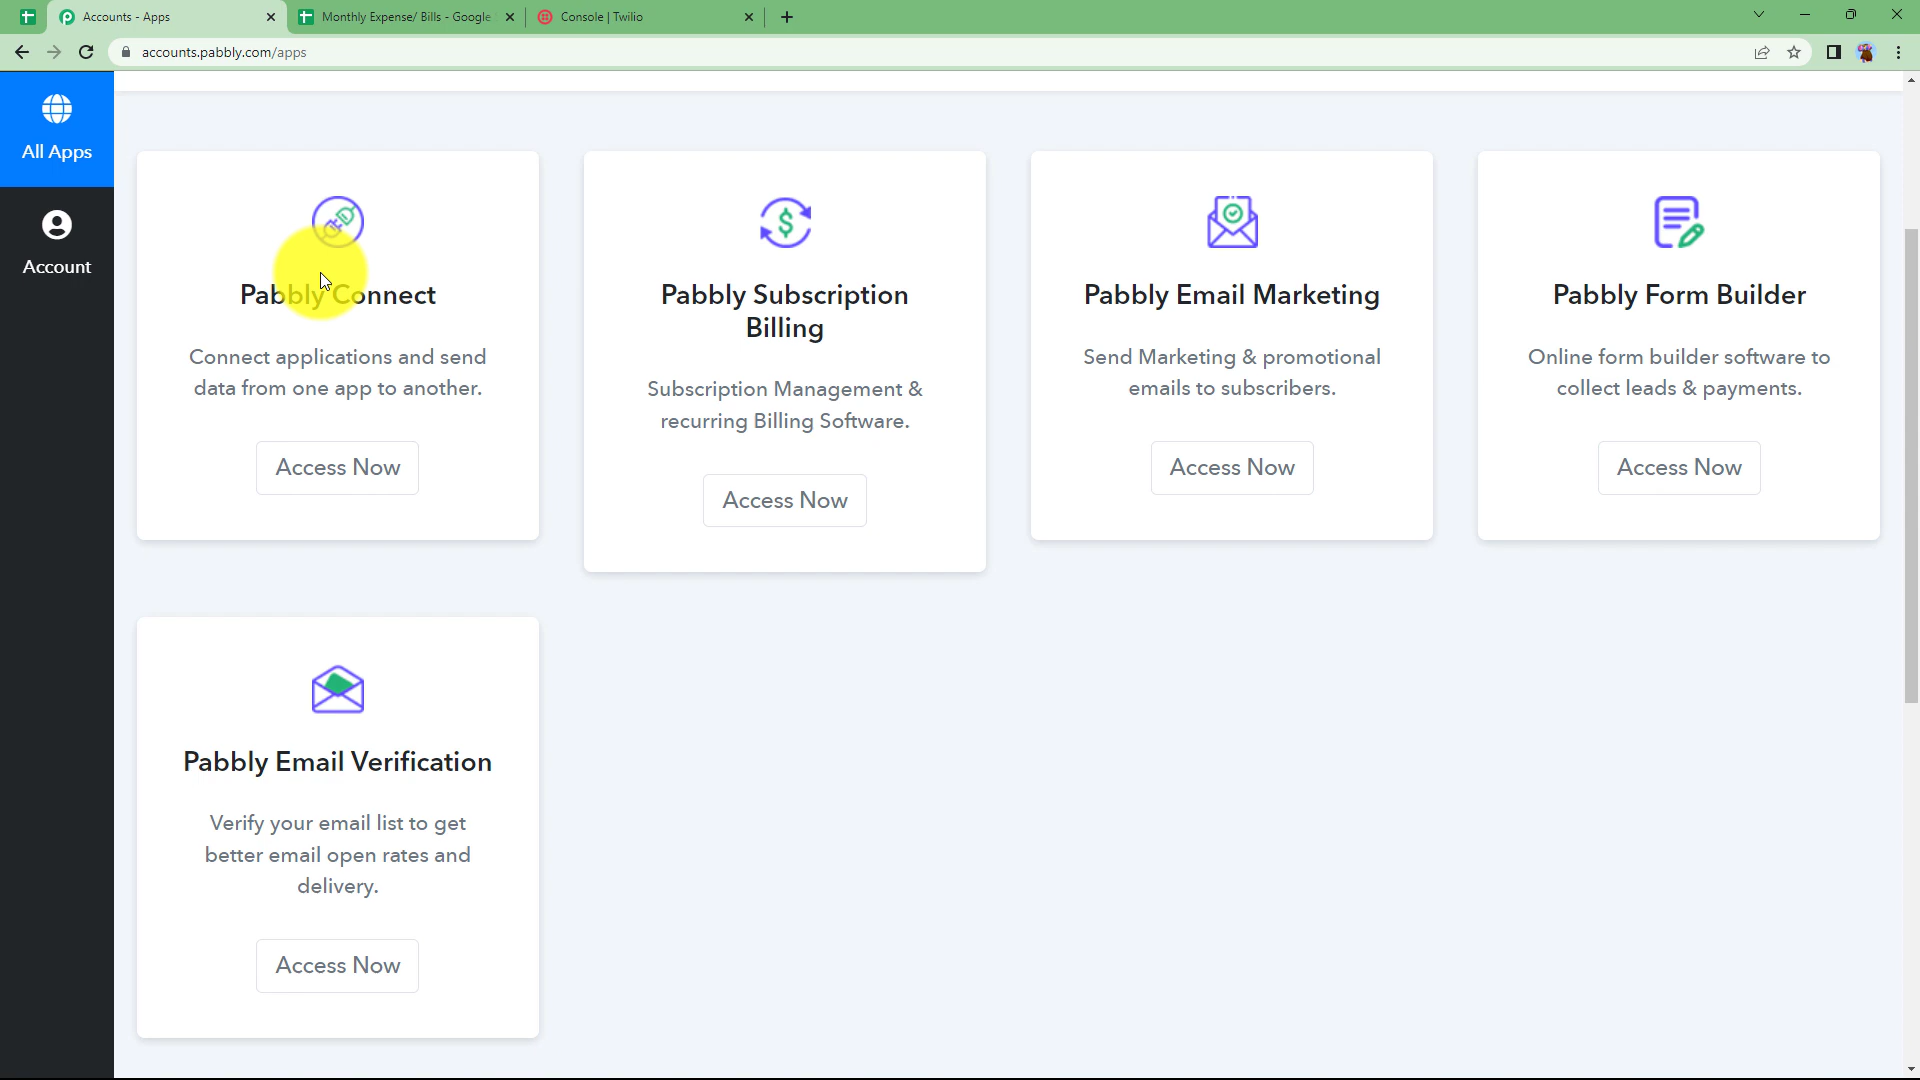 Accounts - Apps
Monthly Expense/ Bills - Google
Console | Twilio
accounts.pabbly.com/apps
All Apps
Account
Pabbly Connect
Connect applications and send
data from one app to another.
Access Now
Pabbly Subscription
Billing
Subscription Management &
recurring Billing Software.
Access Now
Pabbly Email Marketing
Send Marketing & promotional
emails to subscribers.
Access Now
Pabbly Form Builder
Online form builder software to
collect leads & payments.
Access Now
Pabbly Email Verification
Verify your email list to get
better email open rates and
delivery.
Access Now